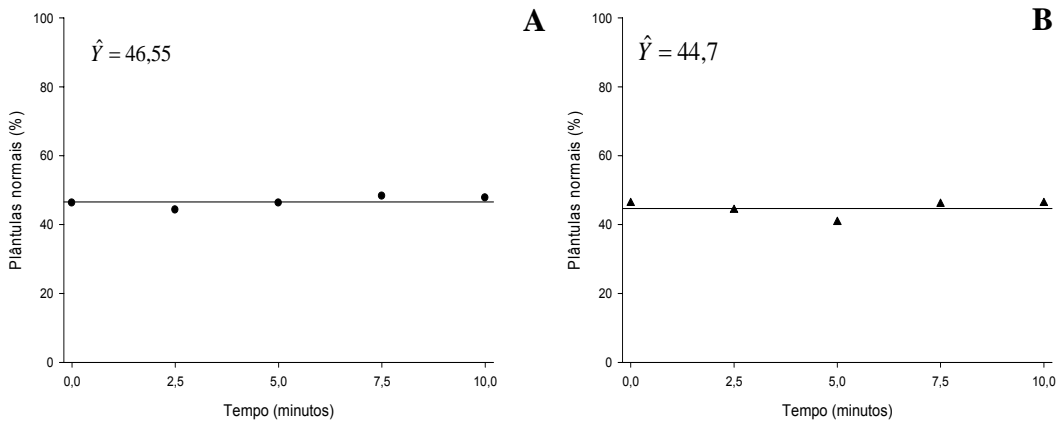 A
Ŷ = 46,55
100
80
60
40
20
0
Plântulas normais (%)
0,0 2,5 5,0 7,5 10,0
Tempo (minutos)
B
Ŷ = 44,7
100
80
60
40
20
0
Plântulas normais (%)
0,0 2,5 5,0 7,5 10,0
Tempo (minutos)